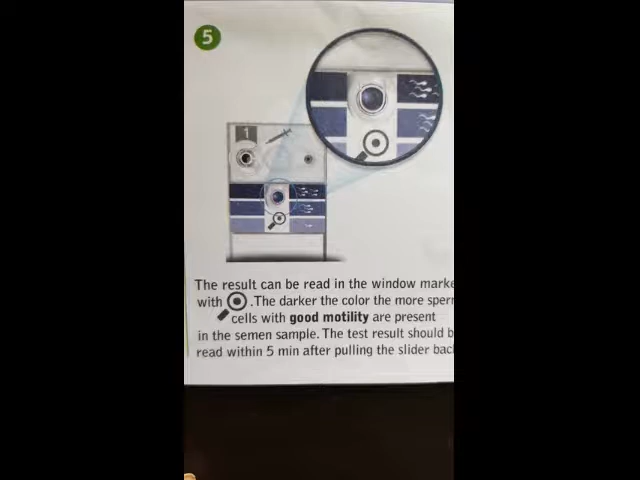 5
1
The result can be read in the window marke
with .The darker the color the more sper
cells with good motility are present
in the semen sample. The test result should b
read within 5 min after pulling the slider bac